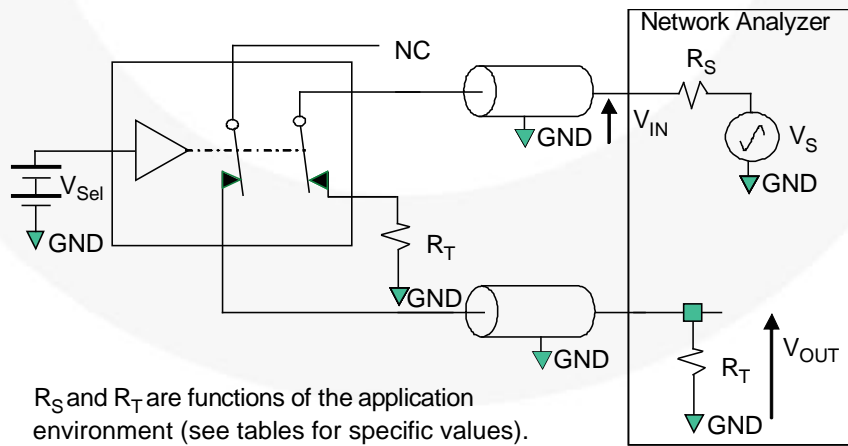 Network Analyzer
NC
R_S
GND
V_IN
V_S
GND
V_Sel
GND
R_T
GND
GND
V_OUT
R_T
GND
R_S and R_T are functions of the application
environment (see tables for specific values).